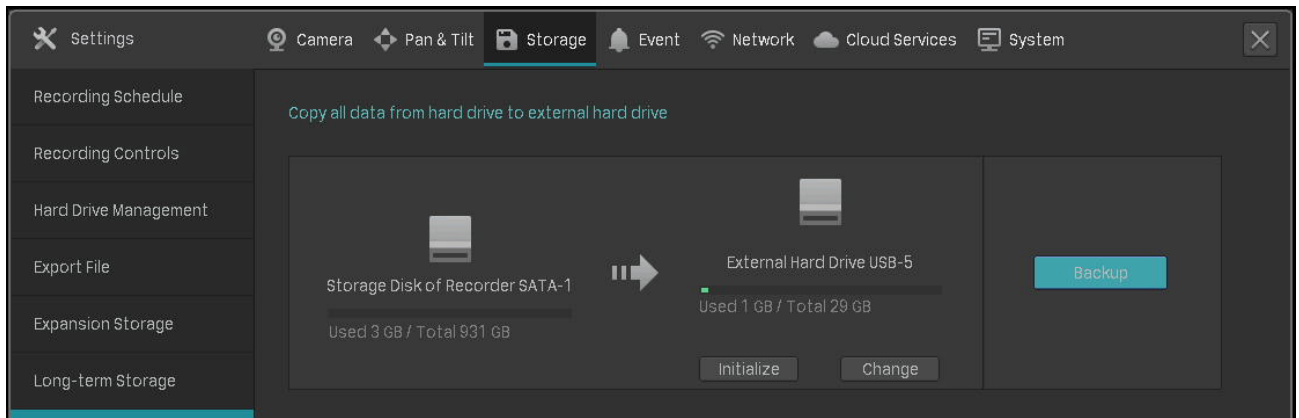 Settings
Camera
Pan & Tilt
Storage
Event
Network
Cloud Services
System
Recording Schedule
Recording Controls
Hard Drive Management
Export File
Expansion Storage
Long-term Storage
Copy all data from hard drive to external hard drive
Storage Disk of Recorder SATA-1
Used 3 GB / Total 931 GB
External Hard Drive USB-5
Used 1 GB / Total 29 GB
Initialize
Change
Backup